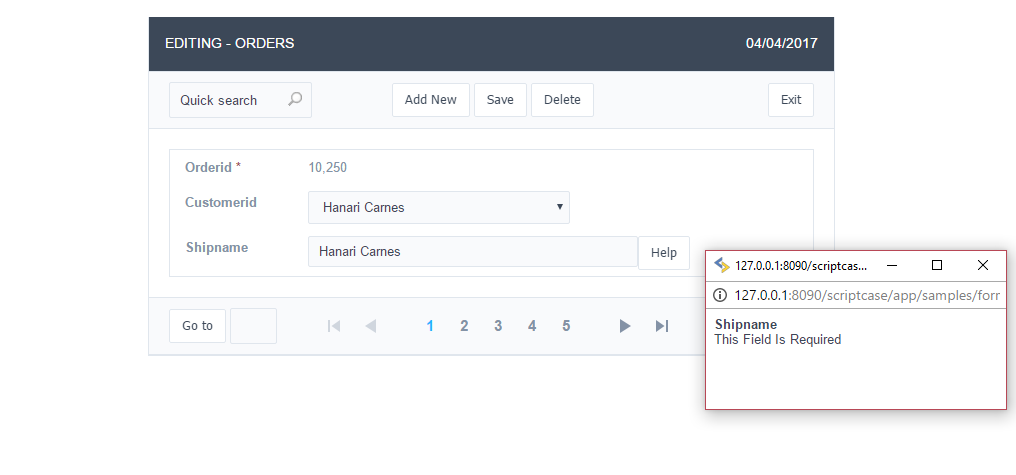 EDITING - ORDERS 04/04/2017
Quick search Add New Save Delete Exit
Orderid * 10,250
Customerid Hanari Carnes
Shipname Hanari Carnes Help
Go to 1 2 3 4 5
127.0.0.1:8090/scriptcas...
127.0.0.1:8090/scriptcase/app/samples/forr
Shipname
This Field Is Required